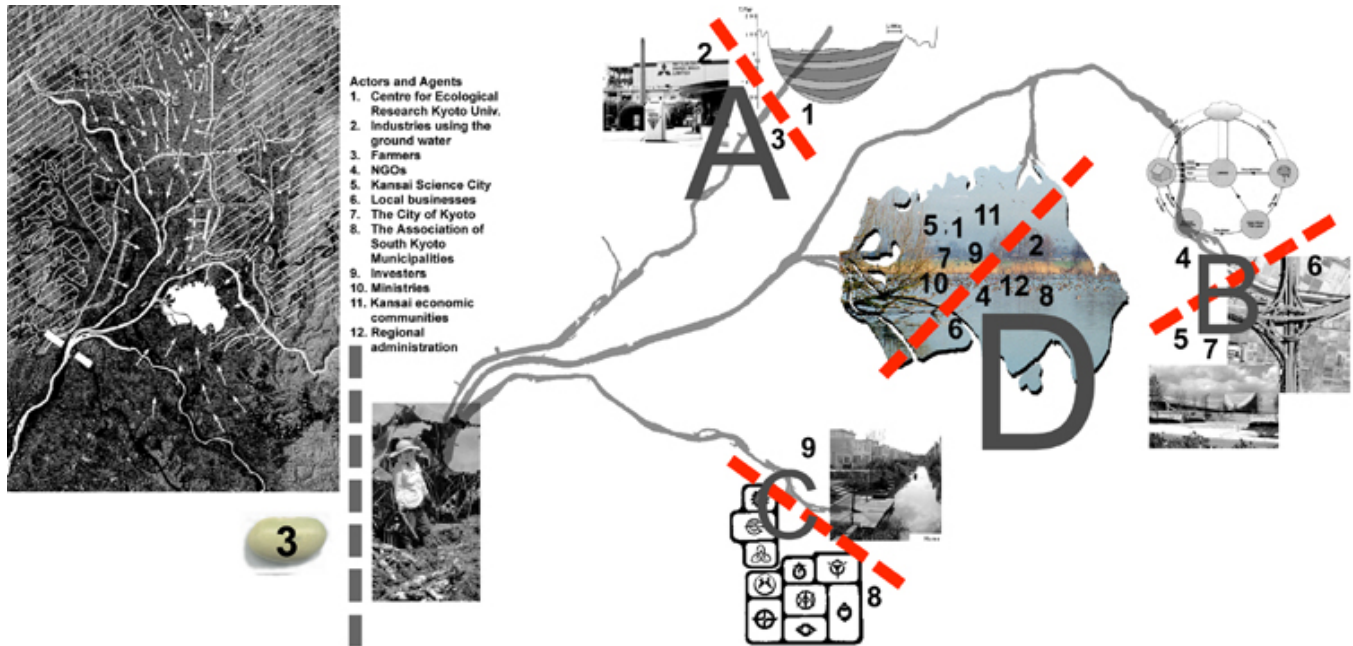 Actors and Agents
1. Centre for Ecological
Research Kyoto Univ.
2. Industries using the
ground water
3. Farmers
4. NGOs
5. Kansai Science City
6. Local businesses
7. The City of Kyoto
8. The Association of
South Kyoto
Municipalities
9. Investers
10. Ministries
11. Kansai economic
communities
12. Regional
administration
3
2
1
3
A
5
1
11
7
9
2
10
4
12
8
6
D
4
6
B
5
7
9
C
8